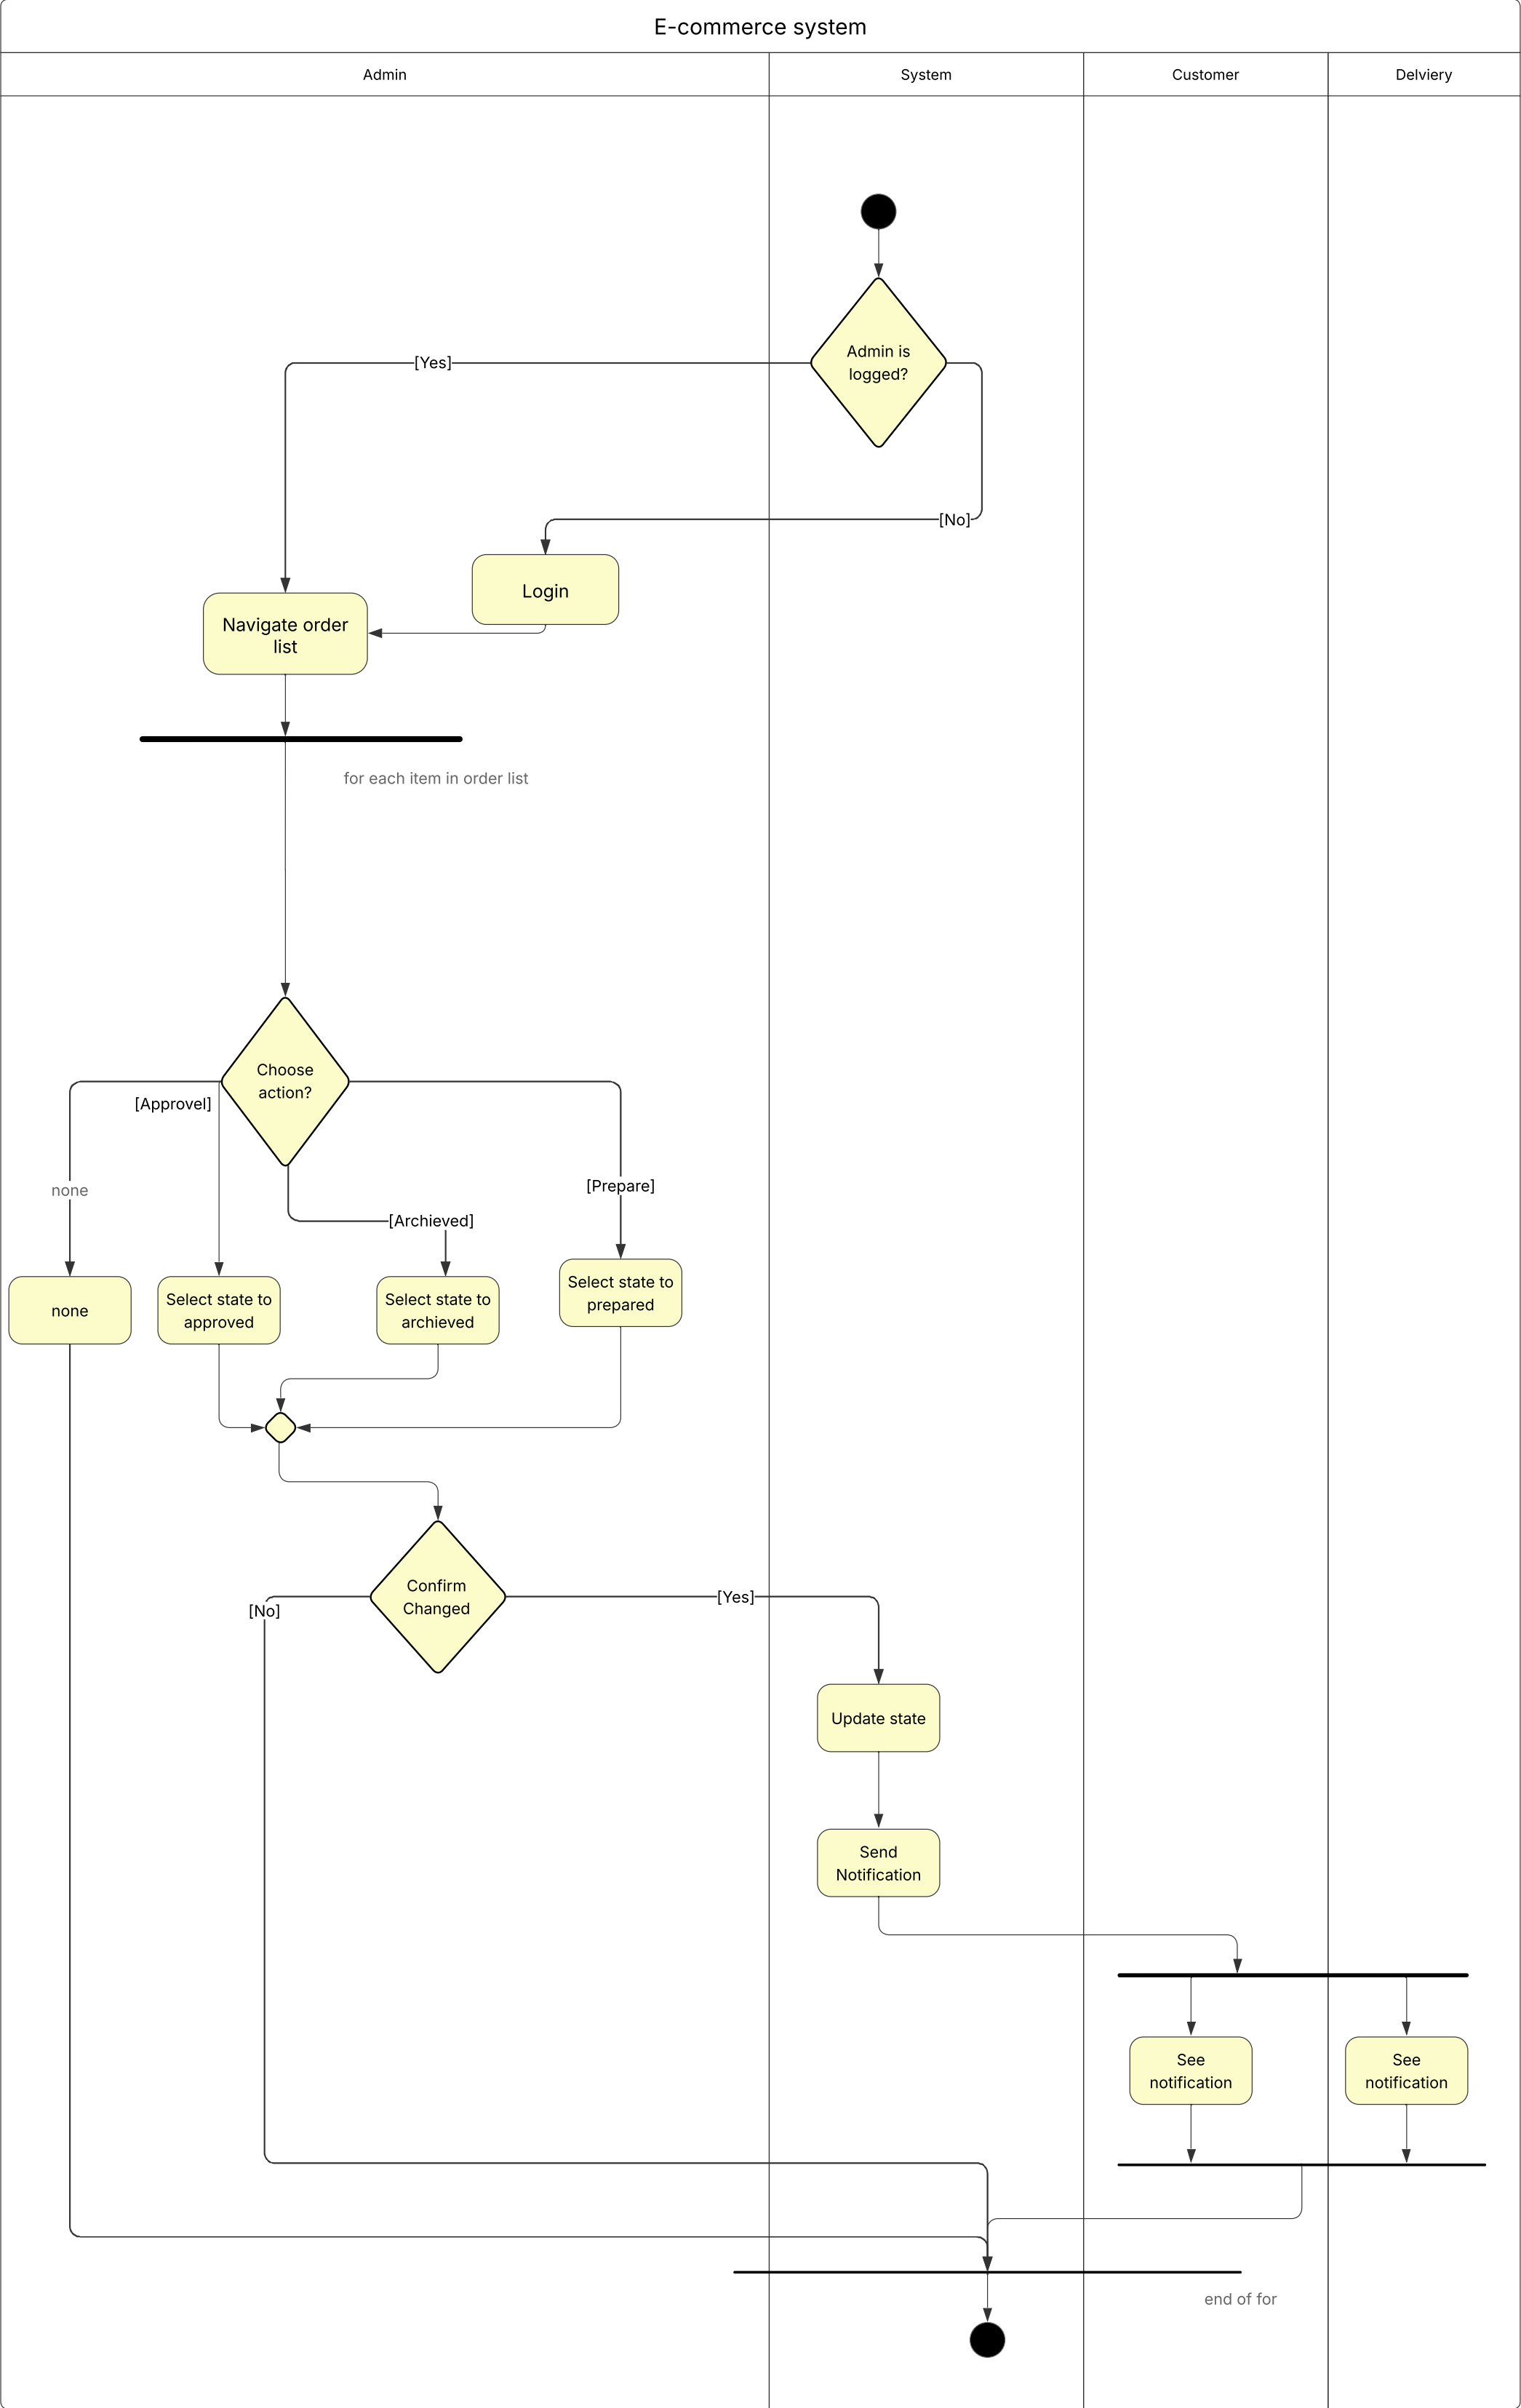 E-commerce system
Admin
System
Customer
Delviery
Admin is
logged?
[Yes]
[No]
Login
Navigate order
list
for each item in order list
Choose
action?
[Approvel]
none
[Prepare]
[Archieved]
none
Select state to
approved
Select state to
archieved
Select state to
prepared
Confirm
Changed
[No]
[Yes]
Update state
Send
Notification
See
notification
See
notification
end of for